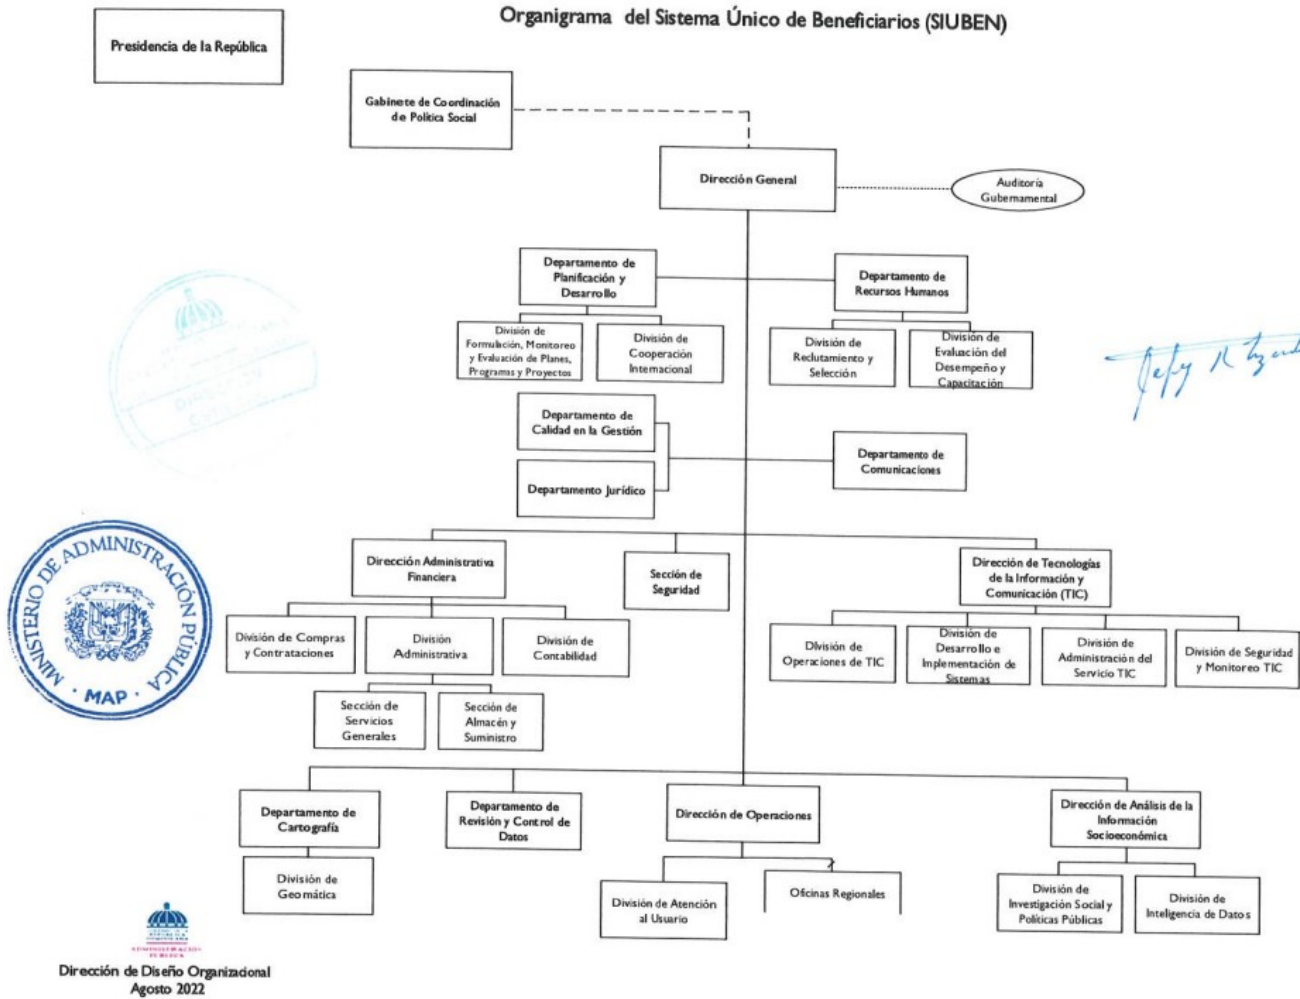 Organigrama del Sistema Único de Beneficiarios (SIUBEN)
Presidencia de la República
Gabinete de Coordinación
de Política Social
Dirección General
Auditoría
Gubernamental
Departamento de
Planificación y
Desarrollo
Departamento de
Recursos Humanos
División de
Formulación, Monitoreo
y Evaluación de Planes,
Programas y Proyectos
División de
Cooperación
Internacional
División de
Reclutamiento y
Selección
División de
Evaluación del
Desempeño y
Capacitación
Departamento de
Calidad en la Gestión
Departamento Jurídico
Departamento de
Comunicaciones
MINISTERIO DE ADMINISTRACIÓN PÚBLICA
· MAP ·
Dirección Administrativa
Financiera
Sección de
Seguridad
Dirección de Tecnologías
de la Información y
Comunicación (TIC)
División de Compras
y Contrataciones
División
Administrativa
División de
Contabilidad
DIvisión de
Operaciones de TIC
División de
Desarrollo e
Implementación de
Sistemas
División de
Administración del
Servicio TIC
División de Seguridad
y Monitoreo TIC
Sección de
Servicios
Generales
Sección de
Almacén y
Suministro
Departamento de
Cartografía
Departamento de
Revisión y Control de
Datos
Dirección de Operaciones
Dirección de Análisis de la
Información
Socioeconómica
División de
Geomática
División de Atención
al Usuario
Oficinas Regionales
División de
Investigación Social y
Políticas Públicas
División de
Inteligencia de Datos
ADMINISTRACIÓN
PÚBLICA
Dirección de Diseño Organizacional
Agosto 2022